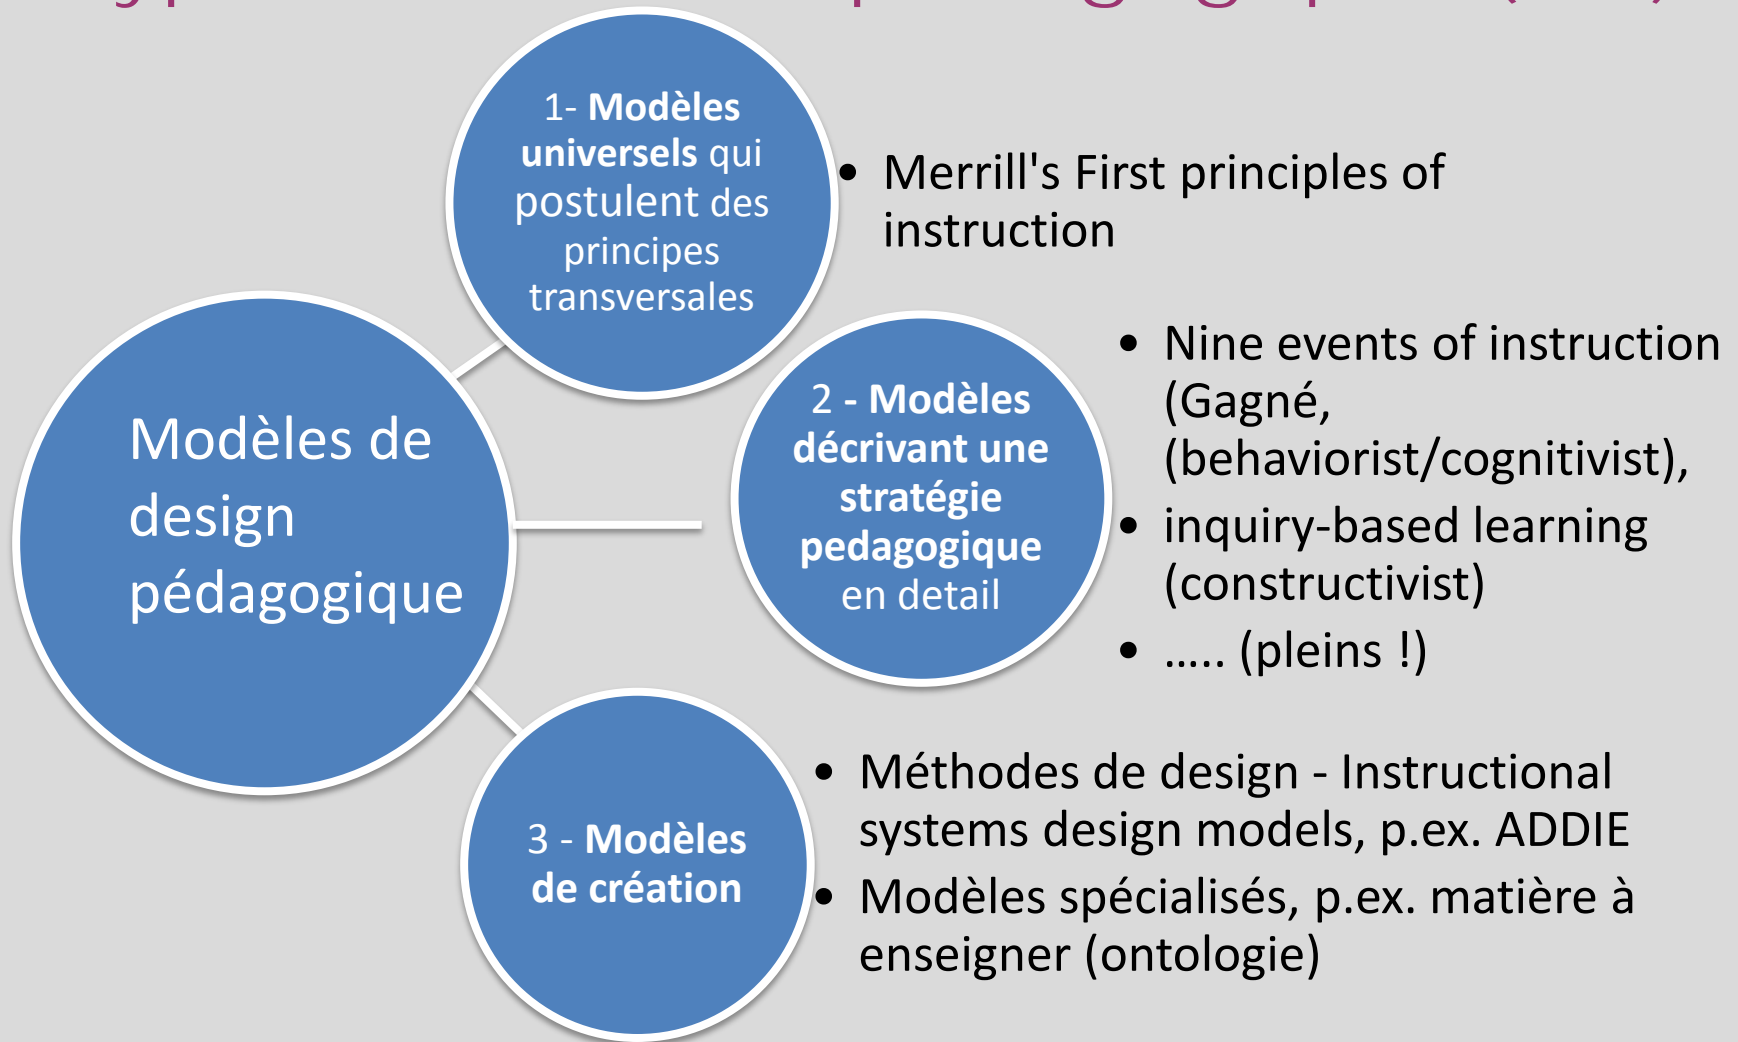 Modèles de
design
pédagogique
1- Modèles
universels qui
postulent des
principes
transversales
• Merrill's First principles of
instruction
2 - Modèles
décrivant une
stratégie
pedagogique
en detail
• Nine events of instruction
(Gagné,
(behaviorist/cognitivist),
• inquiry-based learning
(constructivist)
• ..... (pleins !)
3 - Modèles
de création
• Méthodes de design - Instructional
systems design models, p.ex. ADDIE
• Modèles spécialisés, p.ex. matière à
enseigner (ontologie)